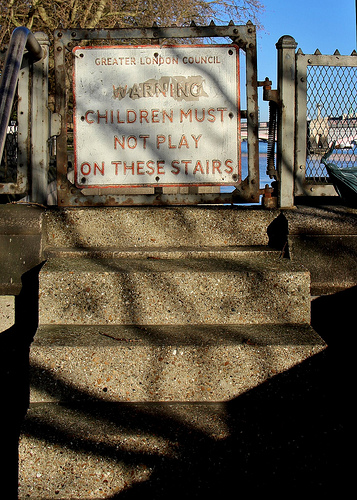 GREATER LONDON COUNCIL
WARNING
CHILDREN MUST
NOT PLAY
ON THESE STAIRS